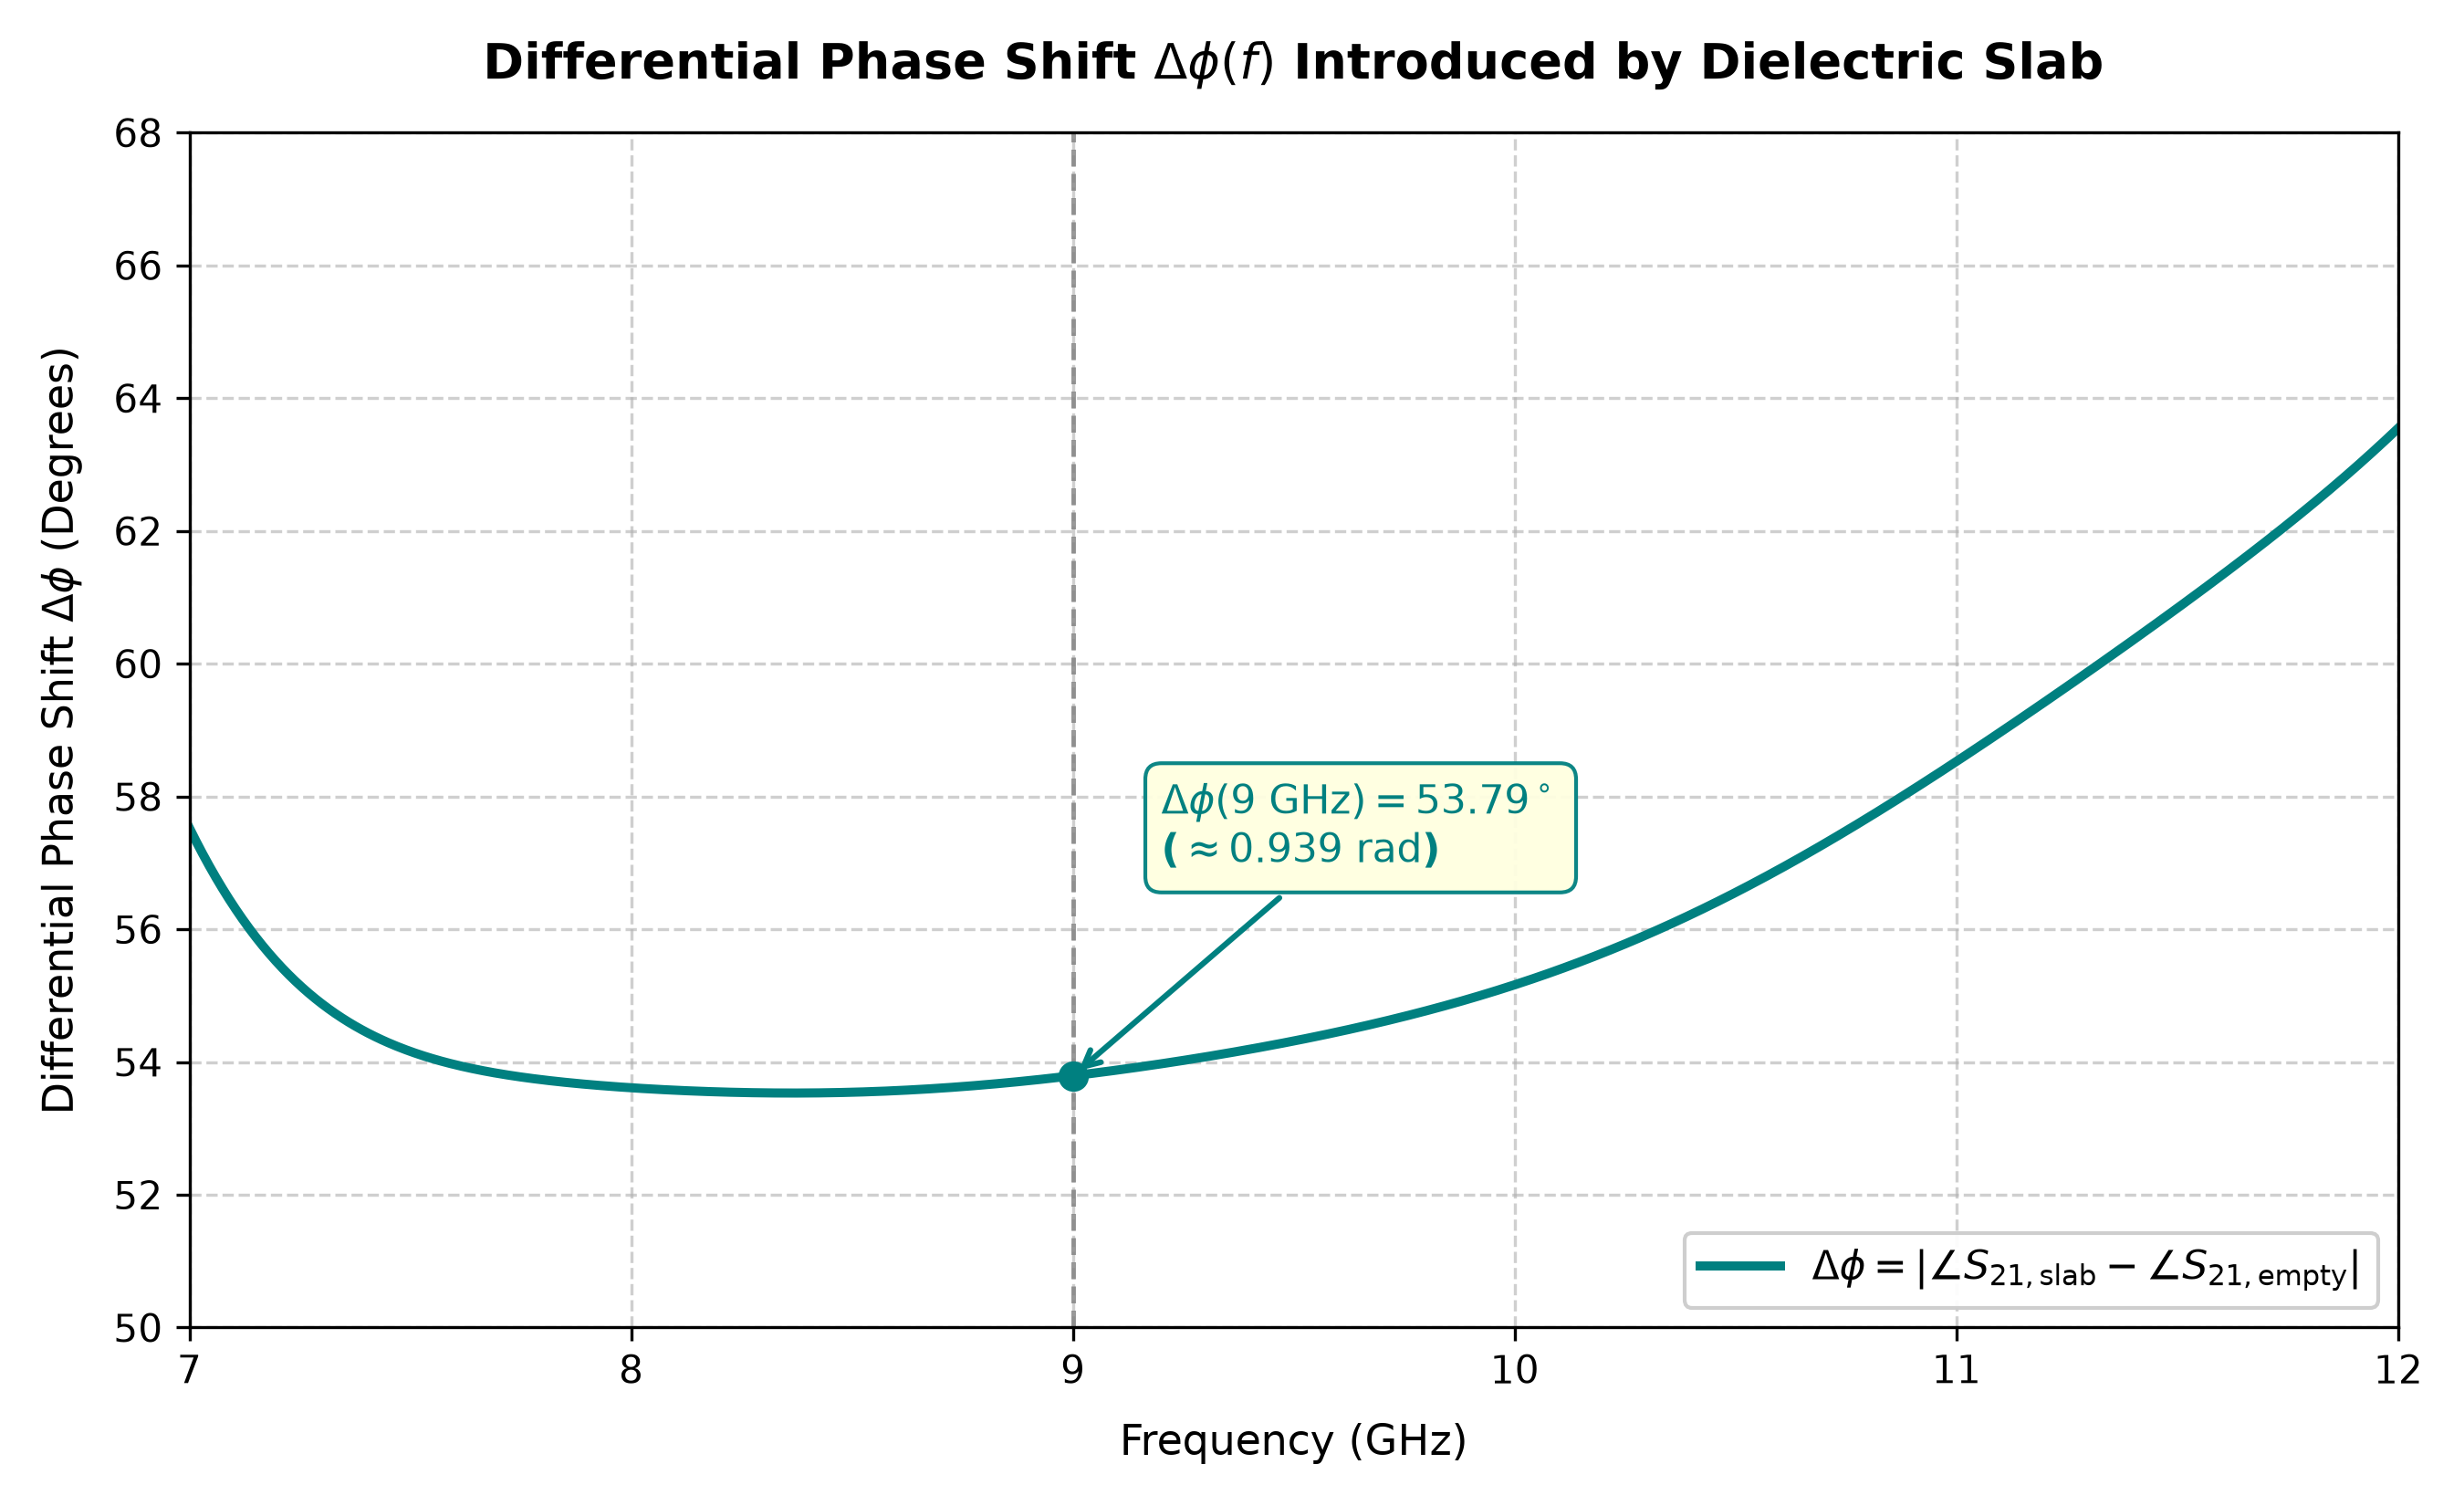 Differential Phase Shift Δϕ(f) Introduced by Dielectric Slab
Differential Phase Shift Δϕ (Degrees)
68
66
64
62
60
58
56
54
52
50
Δϕ(9 GHz) = 53.79°
(≈ 0.939 rad)
Δϕ = |∠S21, slab − ∠S21, empty|
7 8 9 10 11 12
Frequency (GHz)